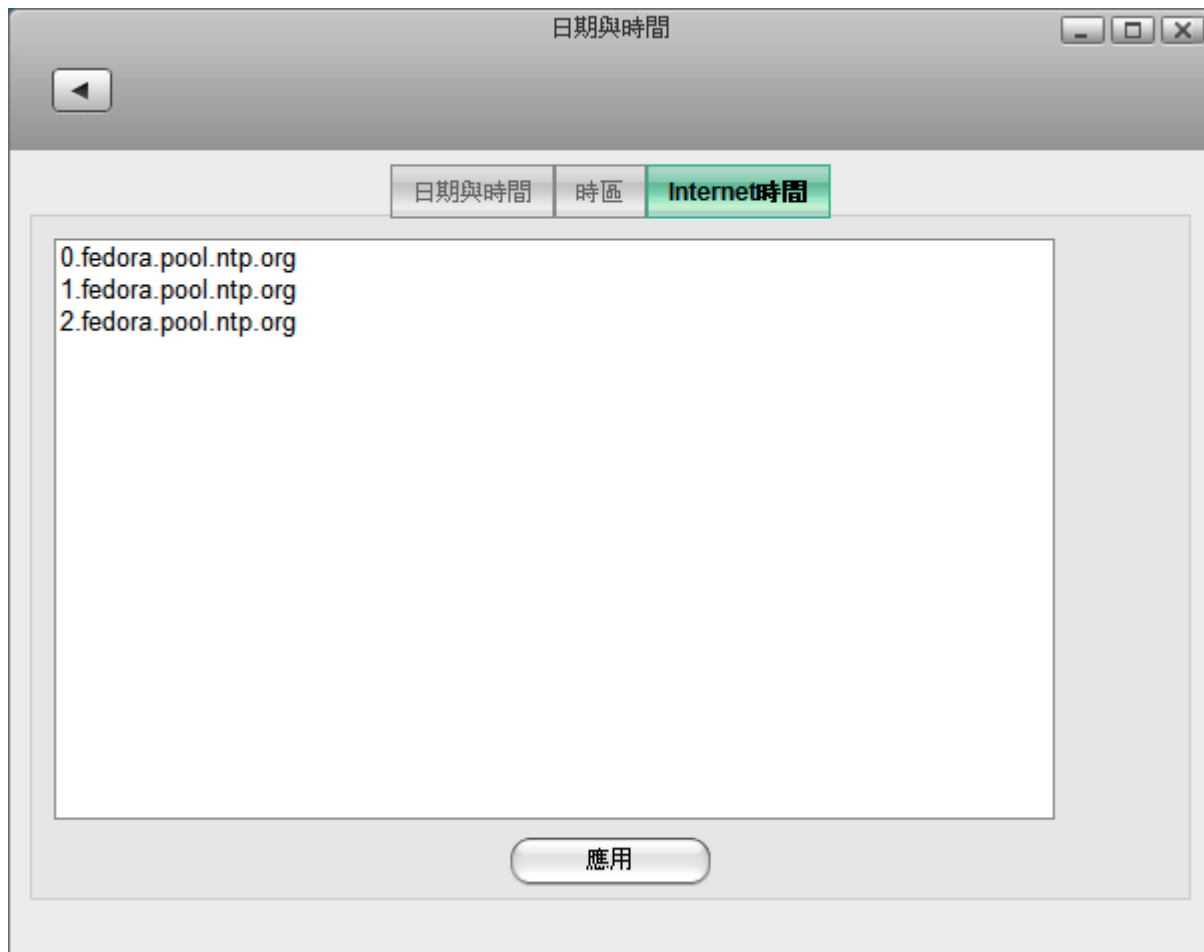 日期與時間
日期與時間 時區 Internet時間
0.fedora.pool.ntp.org
1.fedora.pool.ntp.org
2.fedora.pool.ntp.org
應用